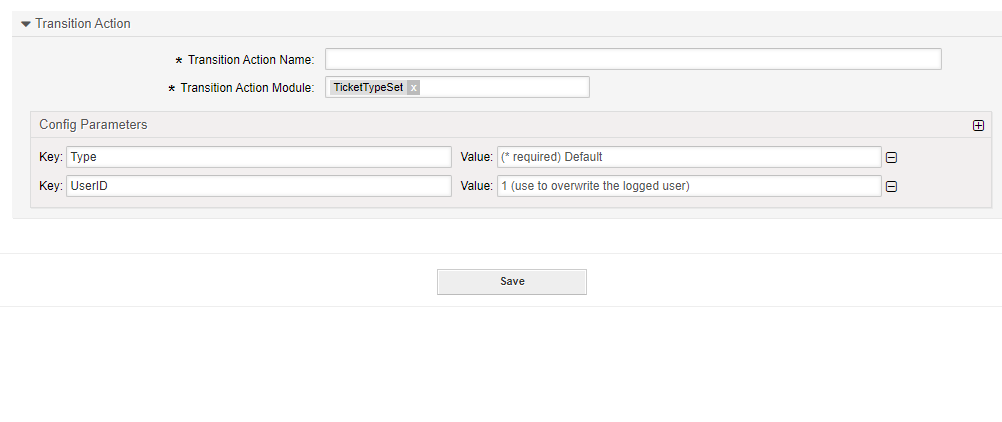 Transition Action
* Transition Action Name:
* Transition Action Module: TicketTypeSet x
Config Parameters
Key: Type Value: (* required) Default
Key: UserID Value: 1 (use to overwrite the logged user)
Save